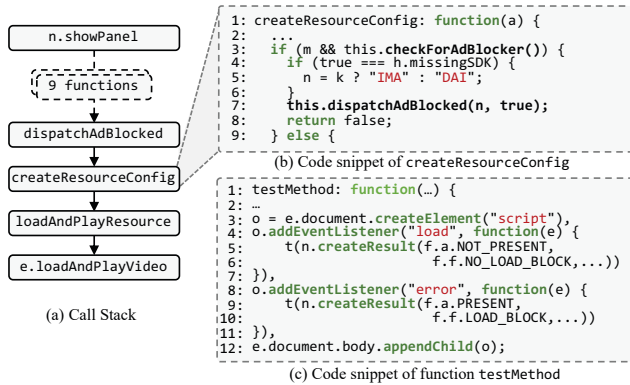 n.showPanel
9 functions
dispatchAdBlocked
createResourceConfig
loadAndPlayResource
e.loadAndPlayVideo
(a) Call Stack
1: createResourceConfig: function(a) {
2: ...
3: if (m && this.checkForAdBlocker()) {
4: if (true === h.missingSDK) {
5: n = k ? "IMA" : "DAI";
6: }
7: this.dispatchAdBlocked(n, true);
8: return false;
9: } else {
(b) Code snippet of createResourceConfig
1: testMethod: function(…) {
2: …
3: o = e.document.createElement("script"),
4: o.addEventListener("load", function(e) {
5: t(n.createResult(f.a.NOT_PRESENT,
6: f.f.NO_LOAD_BLOCK,...))
7: }),
8: o.addEventListener("error", function(e) {
9: t(n.createResult(f.a.PRESENT,
10: f.f.LOAD_BLOCK,...))
11: }),
12: e.document.body.appendChild(o);
(c) Code snippet of function testMethod